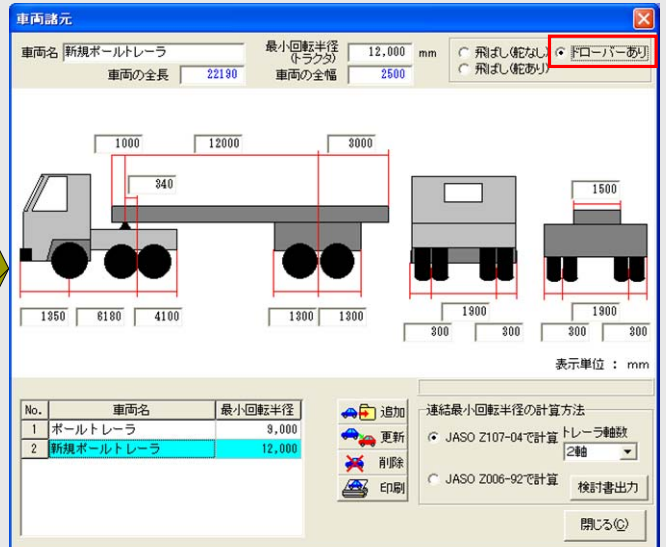 車両諸元
車両名 新規ポールトレーラ 最小回転半径(トラクタ) 12,000 mm 飛ばし(舵なし) ドローバーあり
車両の全長 22190 車両の全幅 2500 飛ばし(舵あり)
1000 12000 3000
340 1500
1350 6180 4100 1300 1300 1900 1900
300 300 300 300
表示単位 : mm
No. 車両名 最小回転半径
1 ポールトレーラ 9,000
2 新規ポールトレーラ 12,000
追加
更新
削除
印刷
連結最小回転半径の計算方法
JASO Z107-04で計算 トレーラ軸数
2軸
JASO Z006-92で計算 検討書出力
閉じる(C)